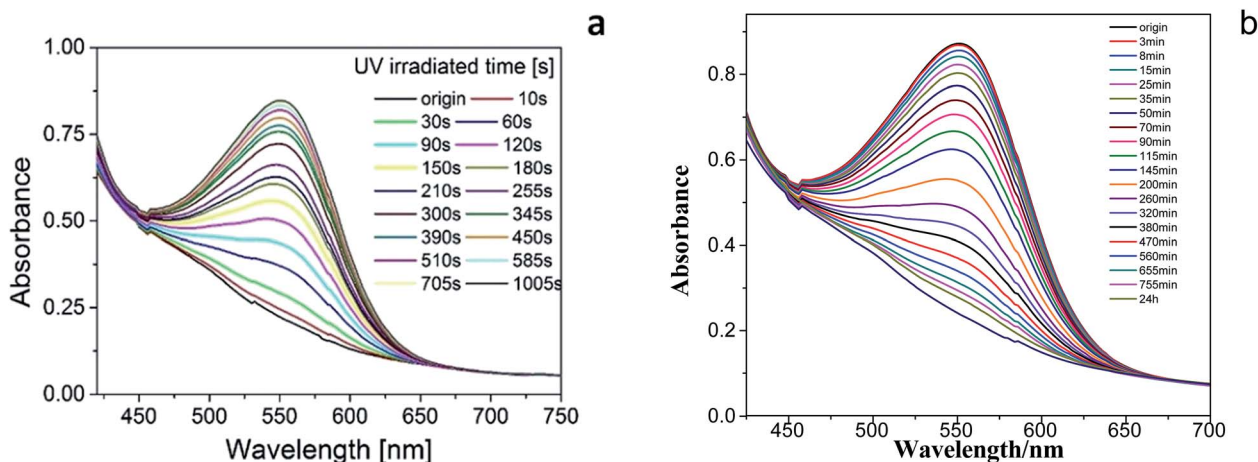 a
UV irradiated time [s]
origin 10s
30s 60s
90s 120s
150s 180s
210s 255s
300s 345s
390s 450s
510s 585s
705s 1005s
1.00
0.75
0.50
0.25
0.00
Absorbance
450 500 550 600 650 700 750
Wavelength [nm]
b
origin
3min
8min
15min
25min
35min
50min
70min
90min
115min
145min
200min
260min
320min
380min
470min
560min
655min
755min
24h
0.8
0.6
0.4
0.2
0.0
Absorbance
450 500 550 600 650 700
Wavelength/nm